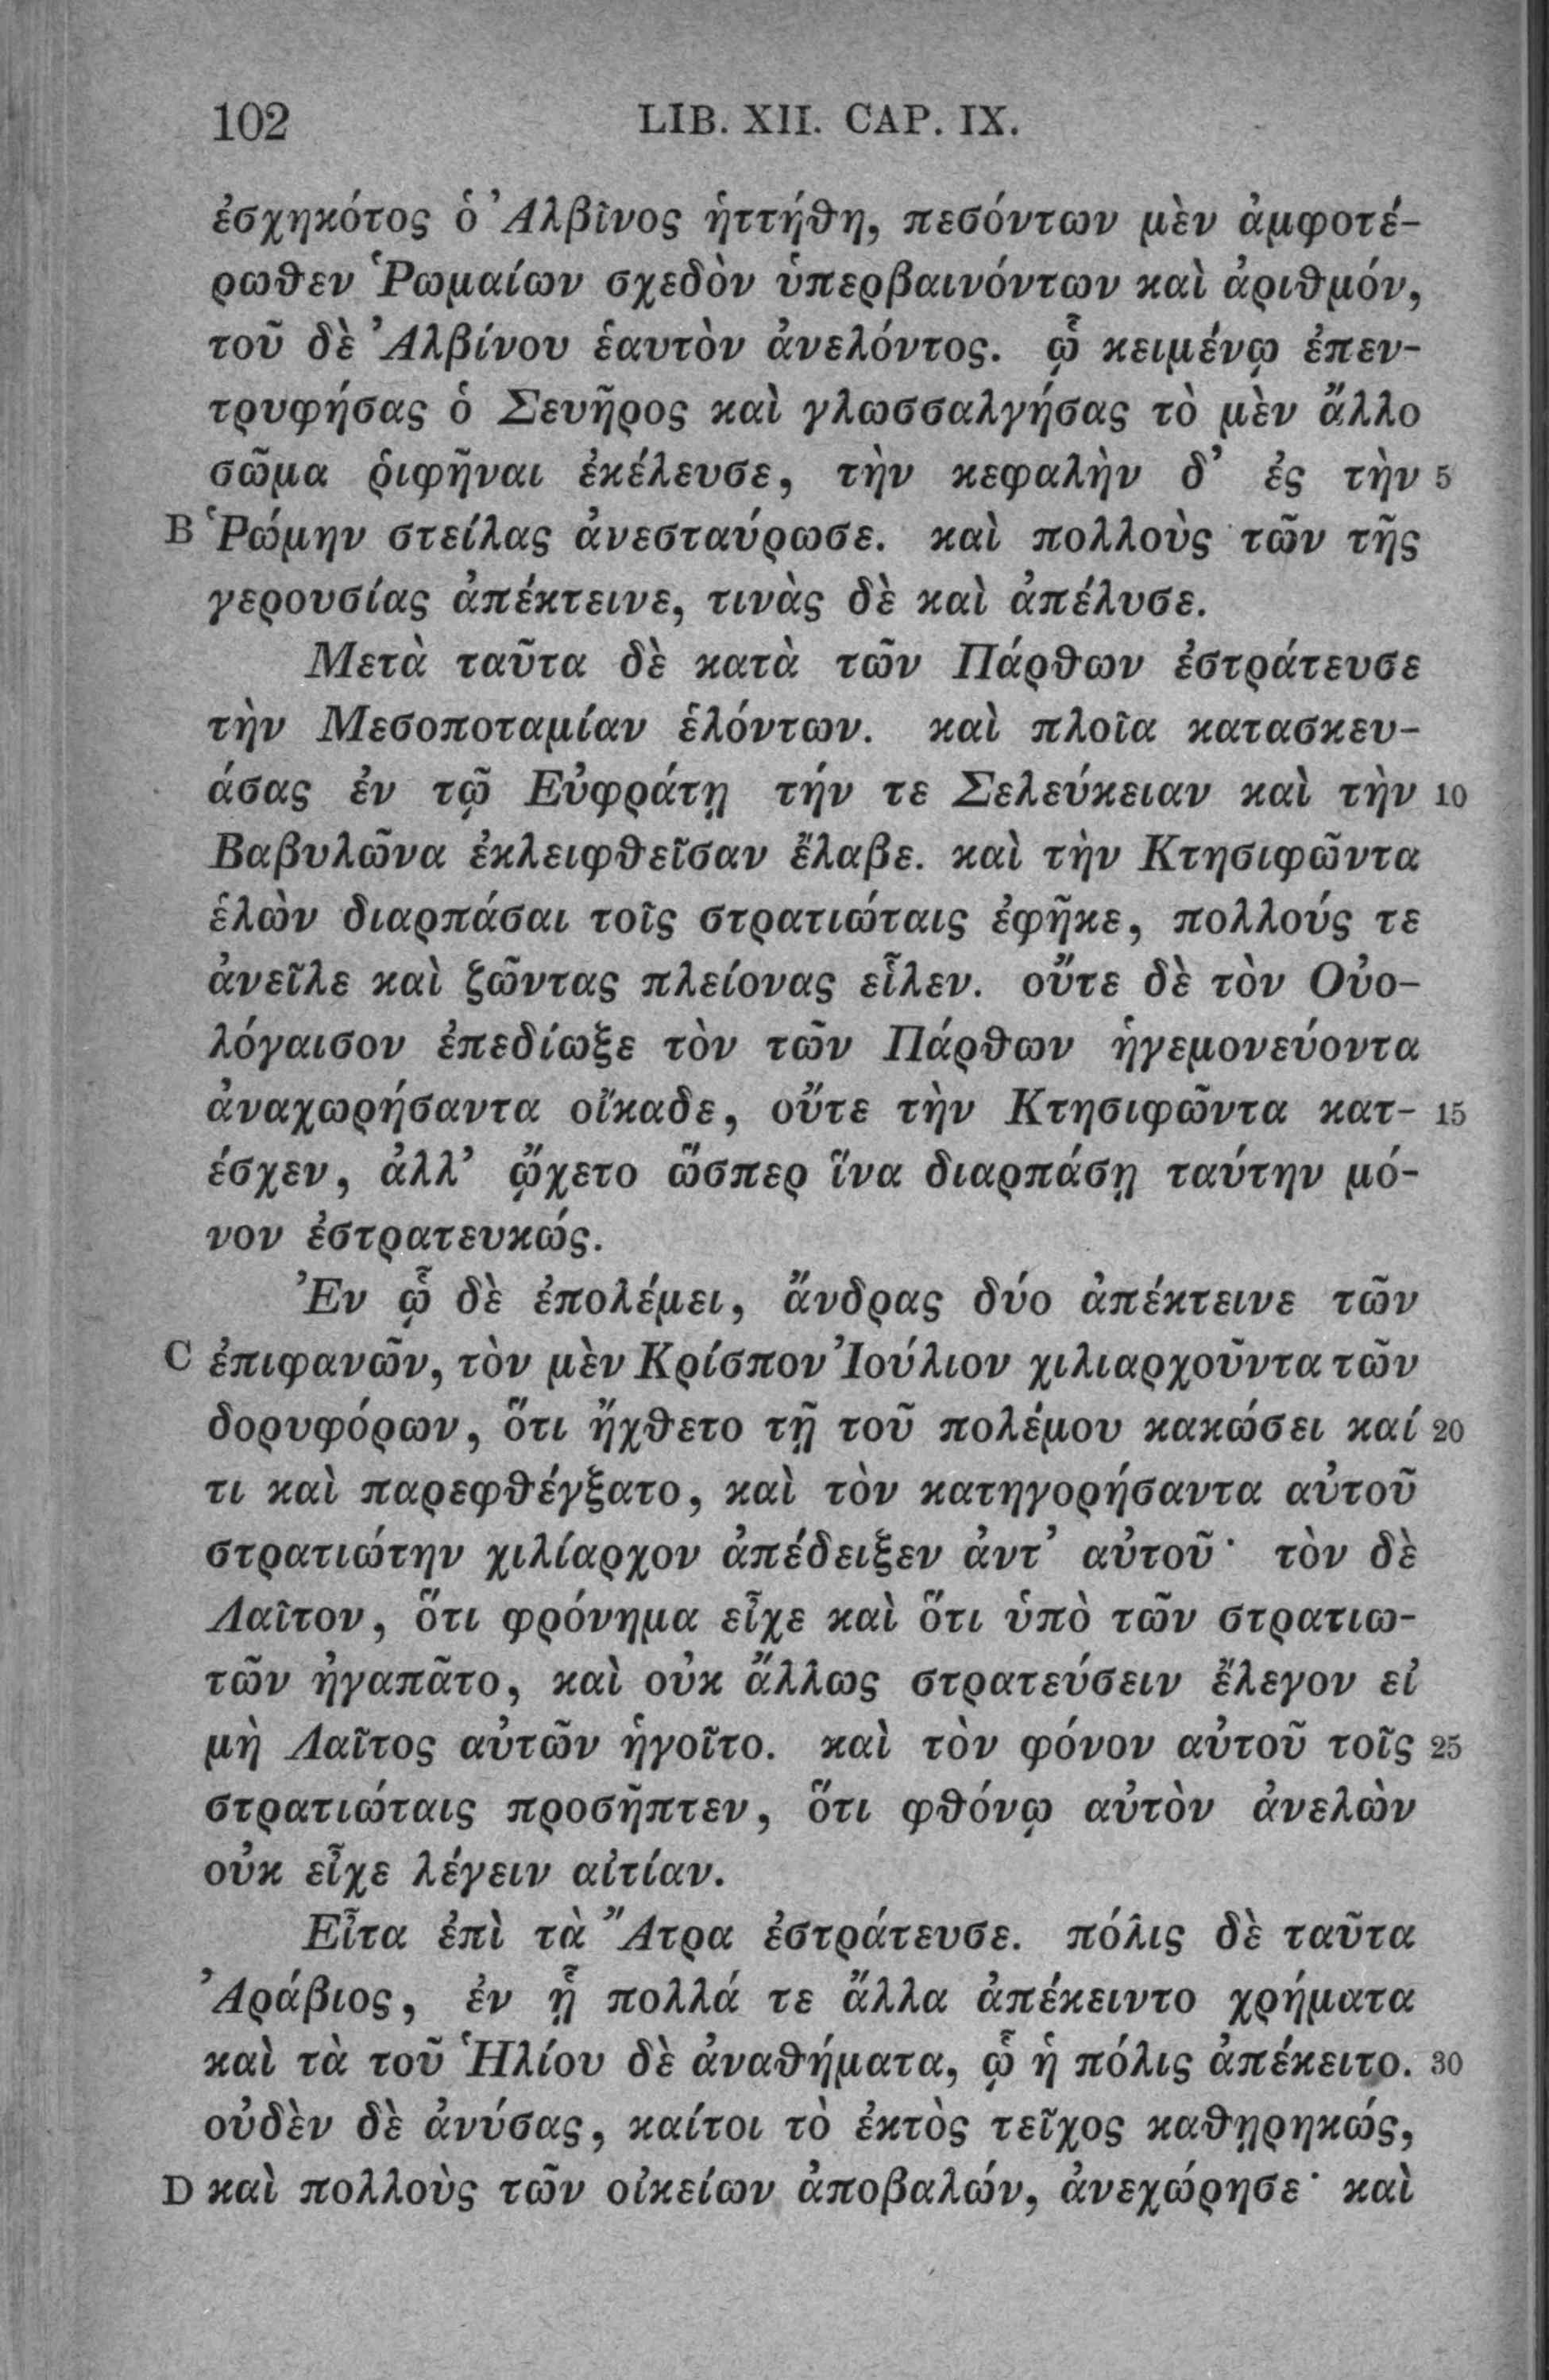 102 LIB. XII. CAP. IX.
ἐσχηκότος ὁ Ἀλβῖνος ἡττήθη, πεσόντων μὲν ἀμφοτέ-
ρωθεν Ῥωμαίων σχεδὸν ὑπερβαινόντων καὶ ἀριθμόν,
τοῦ δὲ Ἀλβίνου ἑαυτὸν ἀνελόντος. ᾧ κειμένῳ ἐπεν-
τρυφήσας ὁ Σευῆρος καὶ γλωσσαλγήσας τὸ μὲν ἄλλο
σῶμα ῥιφῆναι ἐκέλευσε, τὴν κεφαλὴν δ’ ἐς τὴν 5
B Ῥώμην στείλας ἀνεσταύρωσε. καὶ πολλοὺς τῶν τῆς
γερουσίας ἀπέκτεινε, τινὰς δὲ καὶ ἀπέλυσε.
Μετὰ ταῦτα δὲ κατὰ τῶν Πάρθων ἐστράτευσε
τὴν Μεσοποταμίαν ἑλόντων. καὶ πλοῖα κατασκευ-
άσας ἐν τῷ Εὐφράτῃ τήν τε Σελεύκειαν καὶ τὴν 10
Βαβυλῶνα ἐκλειφθεῖσαν ἔλαβε. καὶ τὴν Κτησιφῶντα
ἑλὼν διαρπάσαι τοῖς στρατιώταις ἐφῆκε, πολλούς τε
ἀνεῖλε καὶ ζῶντας πλείονας εἷλεν. οὔτε δὲ τὸν Οὐο-
λόγαισον ἐπεδίωξε τὸν τῶν Πάρθων ἡγεμονεύοντα
ἀναχωρήσαντα οἴκαδε, οὔτε τὴν Κτησιφῶντα κατ- 15
έσχεν, ἀλλ’ ᾤχετο ὥσπερ ἵνα διαρπάσῃ ταύτην μό-
νον ἐστρατευκώς.
Ἐν ᾧ δὲ ἐπολέμει, ἄνδρας δύο ἀπέκτεινε τῶν
C ἐπιφανῶν, τὸν μὲν Κρίσπον Ἰούλιον χιλιαρχοῦντα τῶν
δορυφόρων, ὅτι ἤχθετο τῇ τοῦ πολέμου κακώσει καί 20
τι καὶ παρεφθέγξατο, καὶ τὸν κατηγορήσαντα αὐτοῦ
στρατιώτην χιλίαρχον ἀπέδειξεν ἀντ’ αὐτοῦ· τὸν δὲ
Λαῖτον, ὅτι φρόνημα εἶχε καὶ ὅτι ὑπὸ τῶν στρατιω-
τῶν ἠγαπᾶτο, καὶ οὐκ ἄλλως στρατεύσειν ἔλεγον εἰ
μὴ Λαῖτος αὐτῶν ἡγοῖτο. καὶ τὸν φόνον αὐτοῦ τοῖς 25
στρατιώταις προσῆπτεν, ὅτι φθόνῳ αὐτὸν ἀνελὼν
οὐκ εἶχε λέγειν αἰτίαν.
Εἶτα ἐπὶ τὰ Ἄτρα ἐστράτευσε. πόλις δὲ ταῦτα
Ἀράβιος, ἐν ᾗ πολλά τε ἄλλα ἀπέκειντο χρήματα
καὶ τὰ τοῦ Ἡλίου δὲ ἀναθήματα, ᾧ ἡ πόλις ἀπέκειτο. 30
οὐδὲν δὲ ἀνύσας, καίτοι τὸ ἐκτὸς τεῖχος καθῃρηκώς,
D καὶ πολλοὺς τῶν οἰκείων ἀποβαλών, ἀνεχώρησε· καὶ